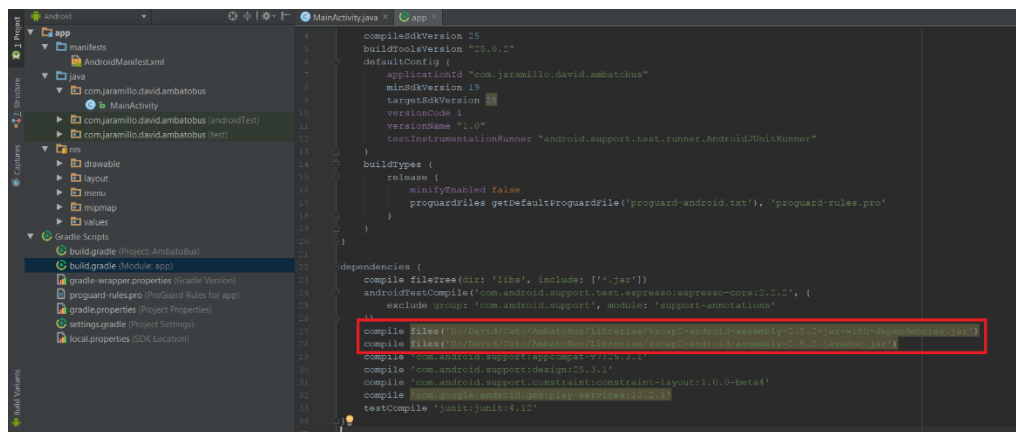 Android
MainActivity.java
app
1: Project
7: Structure
Captures
Build Variants
app
manifests
AndroidManifest.xml
java
com.jaramillo.david.ambatobus
MainActivity
com.jaramillo.david.ambatobus (androidTest)
com.jaramillo.david.ambatobus (test)
res
drawable
layout
menu
mipmap
values
Gradle Scripts
build.gradle (Project: AmbatoBus)
build.gradle (Module: app)
gradle-wrapper.properties (Gradle Version)
proguard-rules.pro (ProGuard Rules for app)
gradle.properties (Project Properties)
settings.gradle (Project Settings)
local.properties (SDK Location)
4 compileSdkVersion 25
5 buildToolsVersion "25.0.2"
6 defaultConfig {
7 applicationId "com.jaramillo.david.ambatobus"
8 minSdkVersion 19
9 targetSdkVersion 25
10 versionCode 1
11 versionName "1.0"
12 testInstrumentationRunner "android.support.test.runner.AndroidJUnitRunner"
13 }
14 buildTypes {
15 release {
16 minifyEnabled false
17 proguardFiles getDefaultProguardFile('proguard-android.txt'), 'proguard-rules.pro'
18 }
19 }
20 }
21
22 dependencies {
23 compile fileTree(dir: 'libs', include: ['*.jar'])
24 androidTestCompile('com.android.support.test.espresso:espresso-core:2.2.2', {
25 exclude group: 'com.android.support', module: 'support-annotations'
26 })
27 compile files('D:/David/Cato/AmbatoBus/Librerias/ksoap2-android-assembly-2.5.2-jar-with-dependencies.jar')
28 compile files('D:/David/Cato/AmbatoBus/Librerias/ksoap2-android-assembly-2.5.2-javadoc.jar')
29 compile 'com.android.support:appcompat-v7:25.3.1'
30 compile 'com.android.support:design:25.3.1'
31 compile 'com.android.support.constraint:constraint-layout:1.0.0-beta4'
32 compile 'com.google.android.gms:play-services:10.2.1'
33 testCompile 'junit:junit:4.12'
34 }